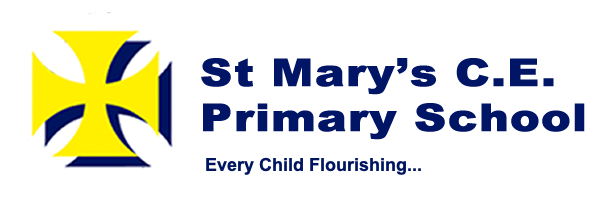 St Mary’s C.E.
Primary School
Every Child Flourishing...